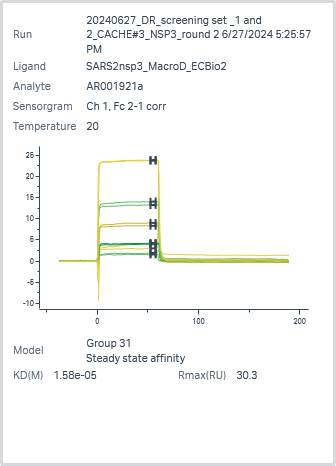 Run 20240627_DR_screening set _1 and
2_CACHE#3_NSP3_round 2 6/27/2024 5:25:57
PM
Ligand SARS2nsp3_MacroD_ECBio2
Analyte AR001921a
Sensorgram Ch 1, Fc 2-1 corr
Temperature 20
25
20
15
10
5
0
-5
-10
0 100 200
Model Group 31
Steady state affinity
KD(M) 1.58e-05 Rmax(RU) 30.3